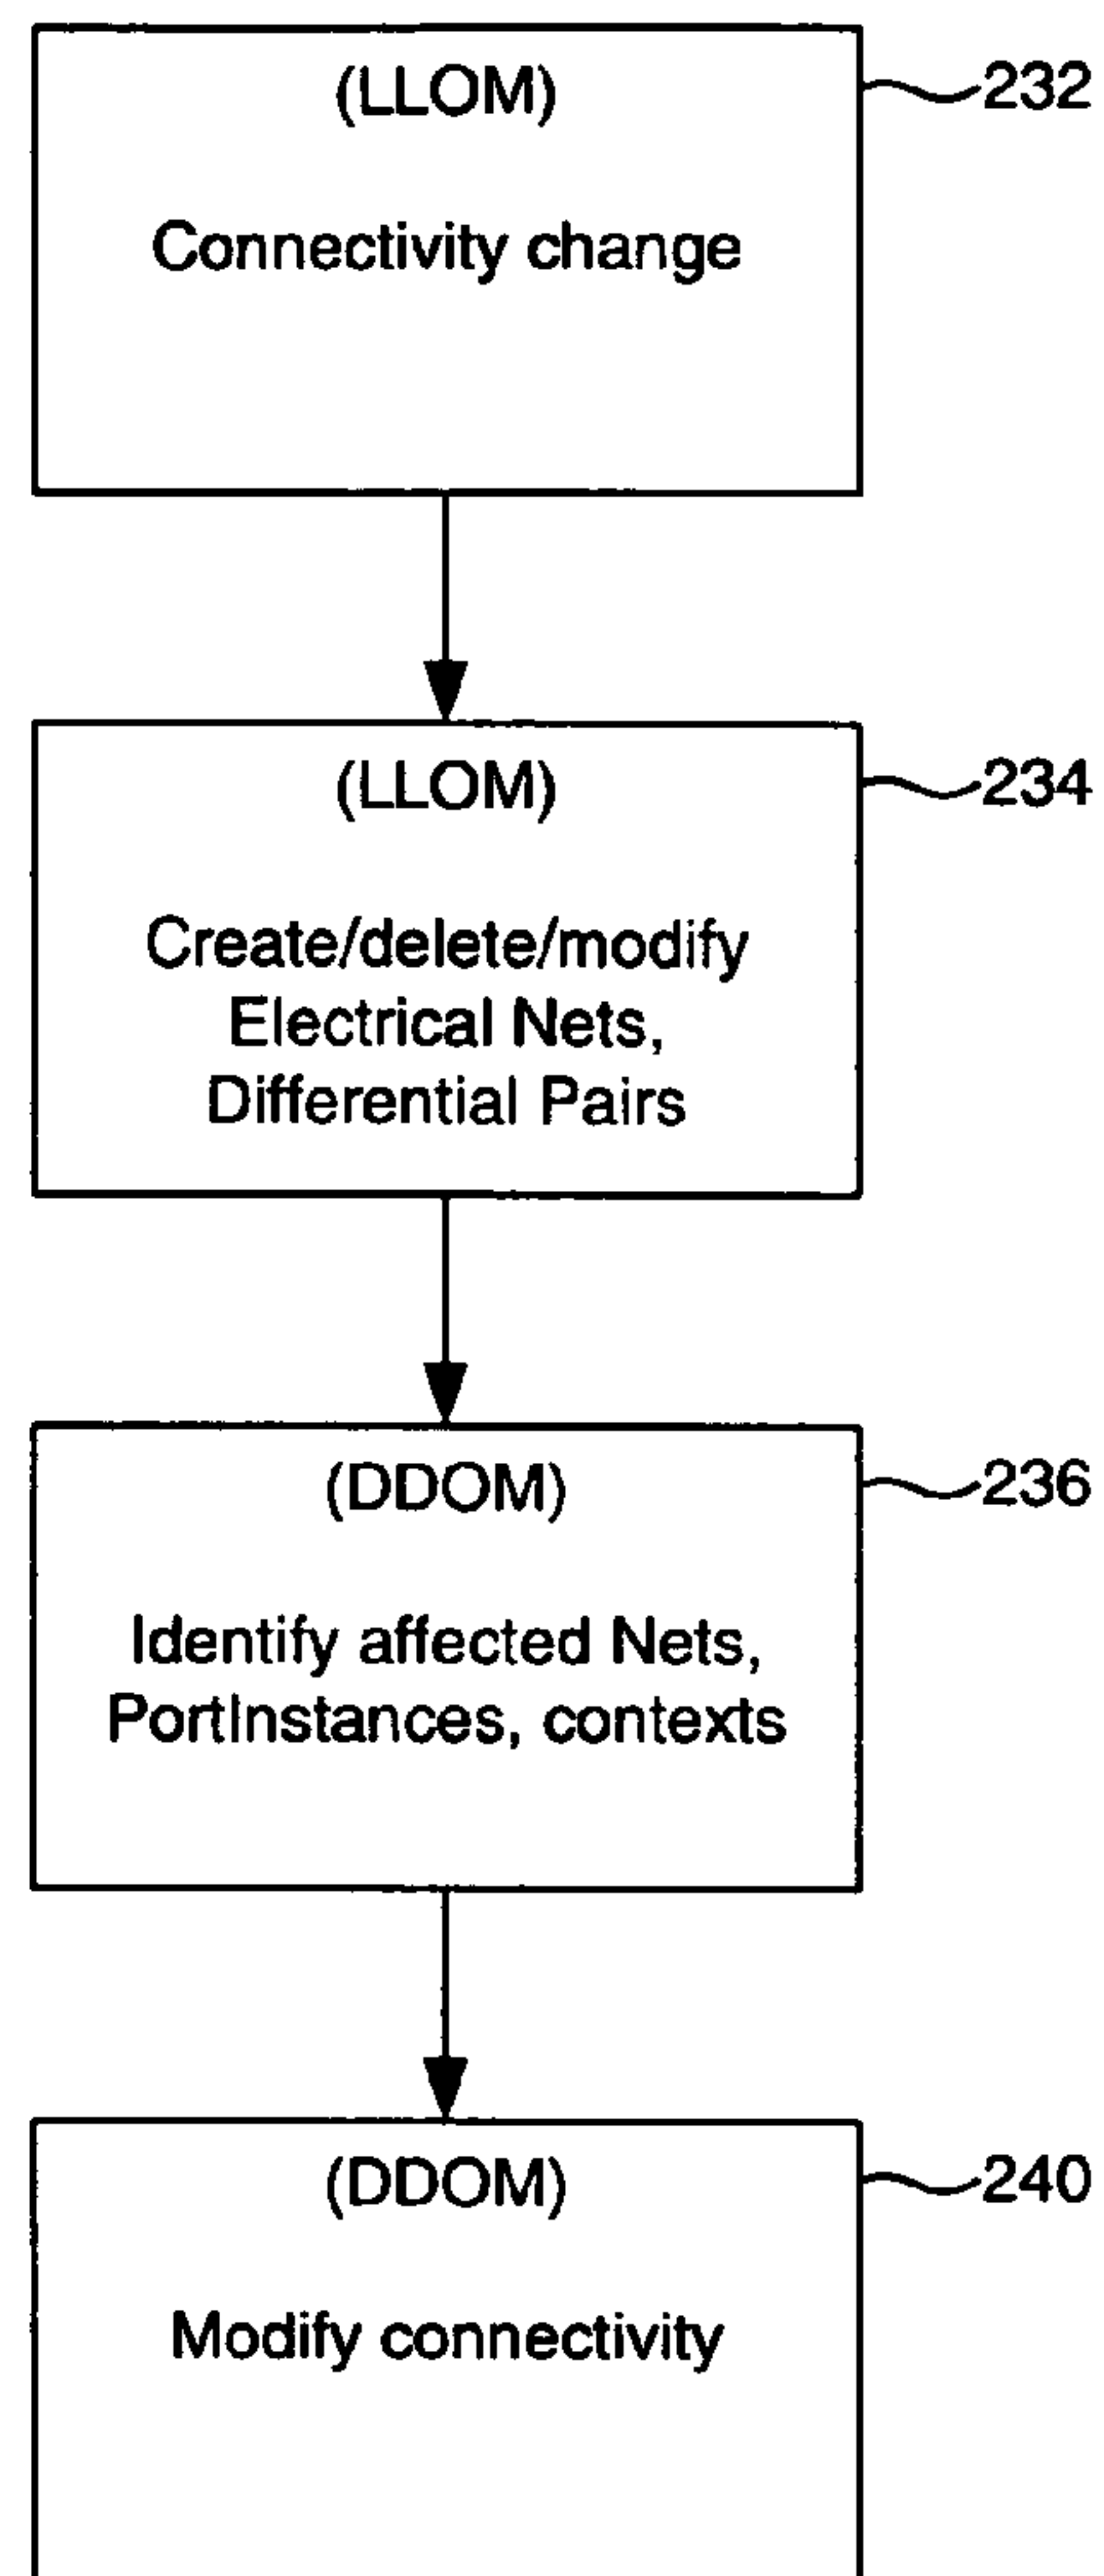 (LLOM)
232
Connectivity change
(LLOM)
234
Create/delete/modify
Electrical Nets,
Differential Pairs
(DDOM)
236
Identify affected Nets,
PortInstances, contexts
(DDOM)
240
Modify connectivity